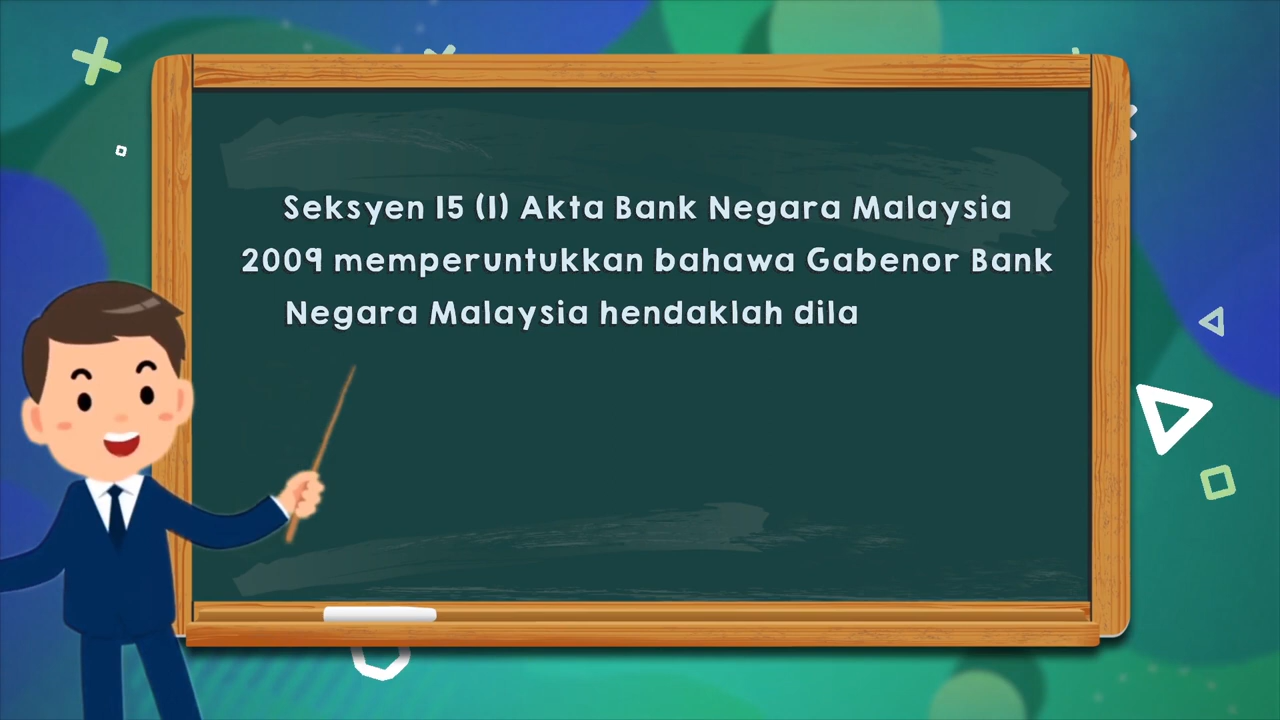 Seksyen 15 (1) Akta Bank Negara Malaysia
2009 memperuntukkan bahawa Gabenor Bank
Negara Malaysia hendaklah dila